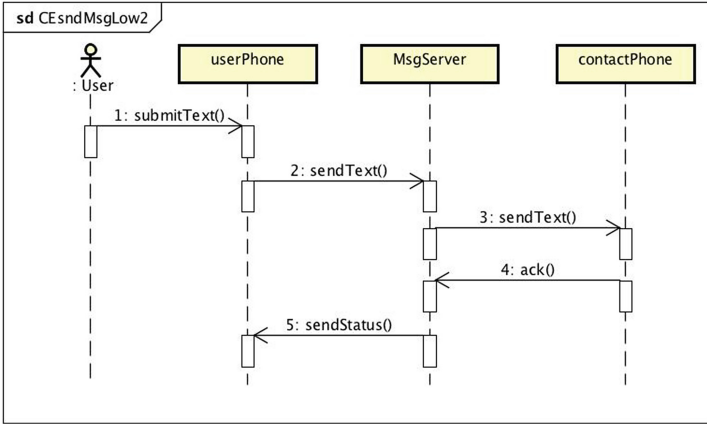 sd CEsndMsgLow2
: User
userPhone
MsgServer
contactPhone
1: submitText()
2: sendText()
3: sendText()
4: ack()
5: sendStatus()